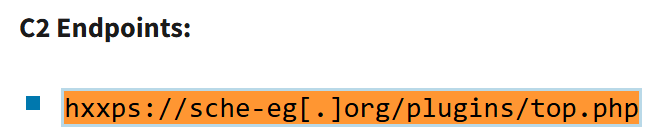 C2 Endpoints:
hxxps://sche-eg[.]org/plugins/top.php